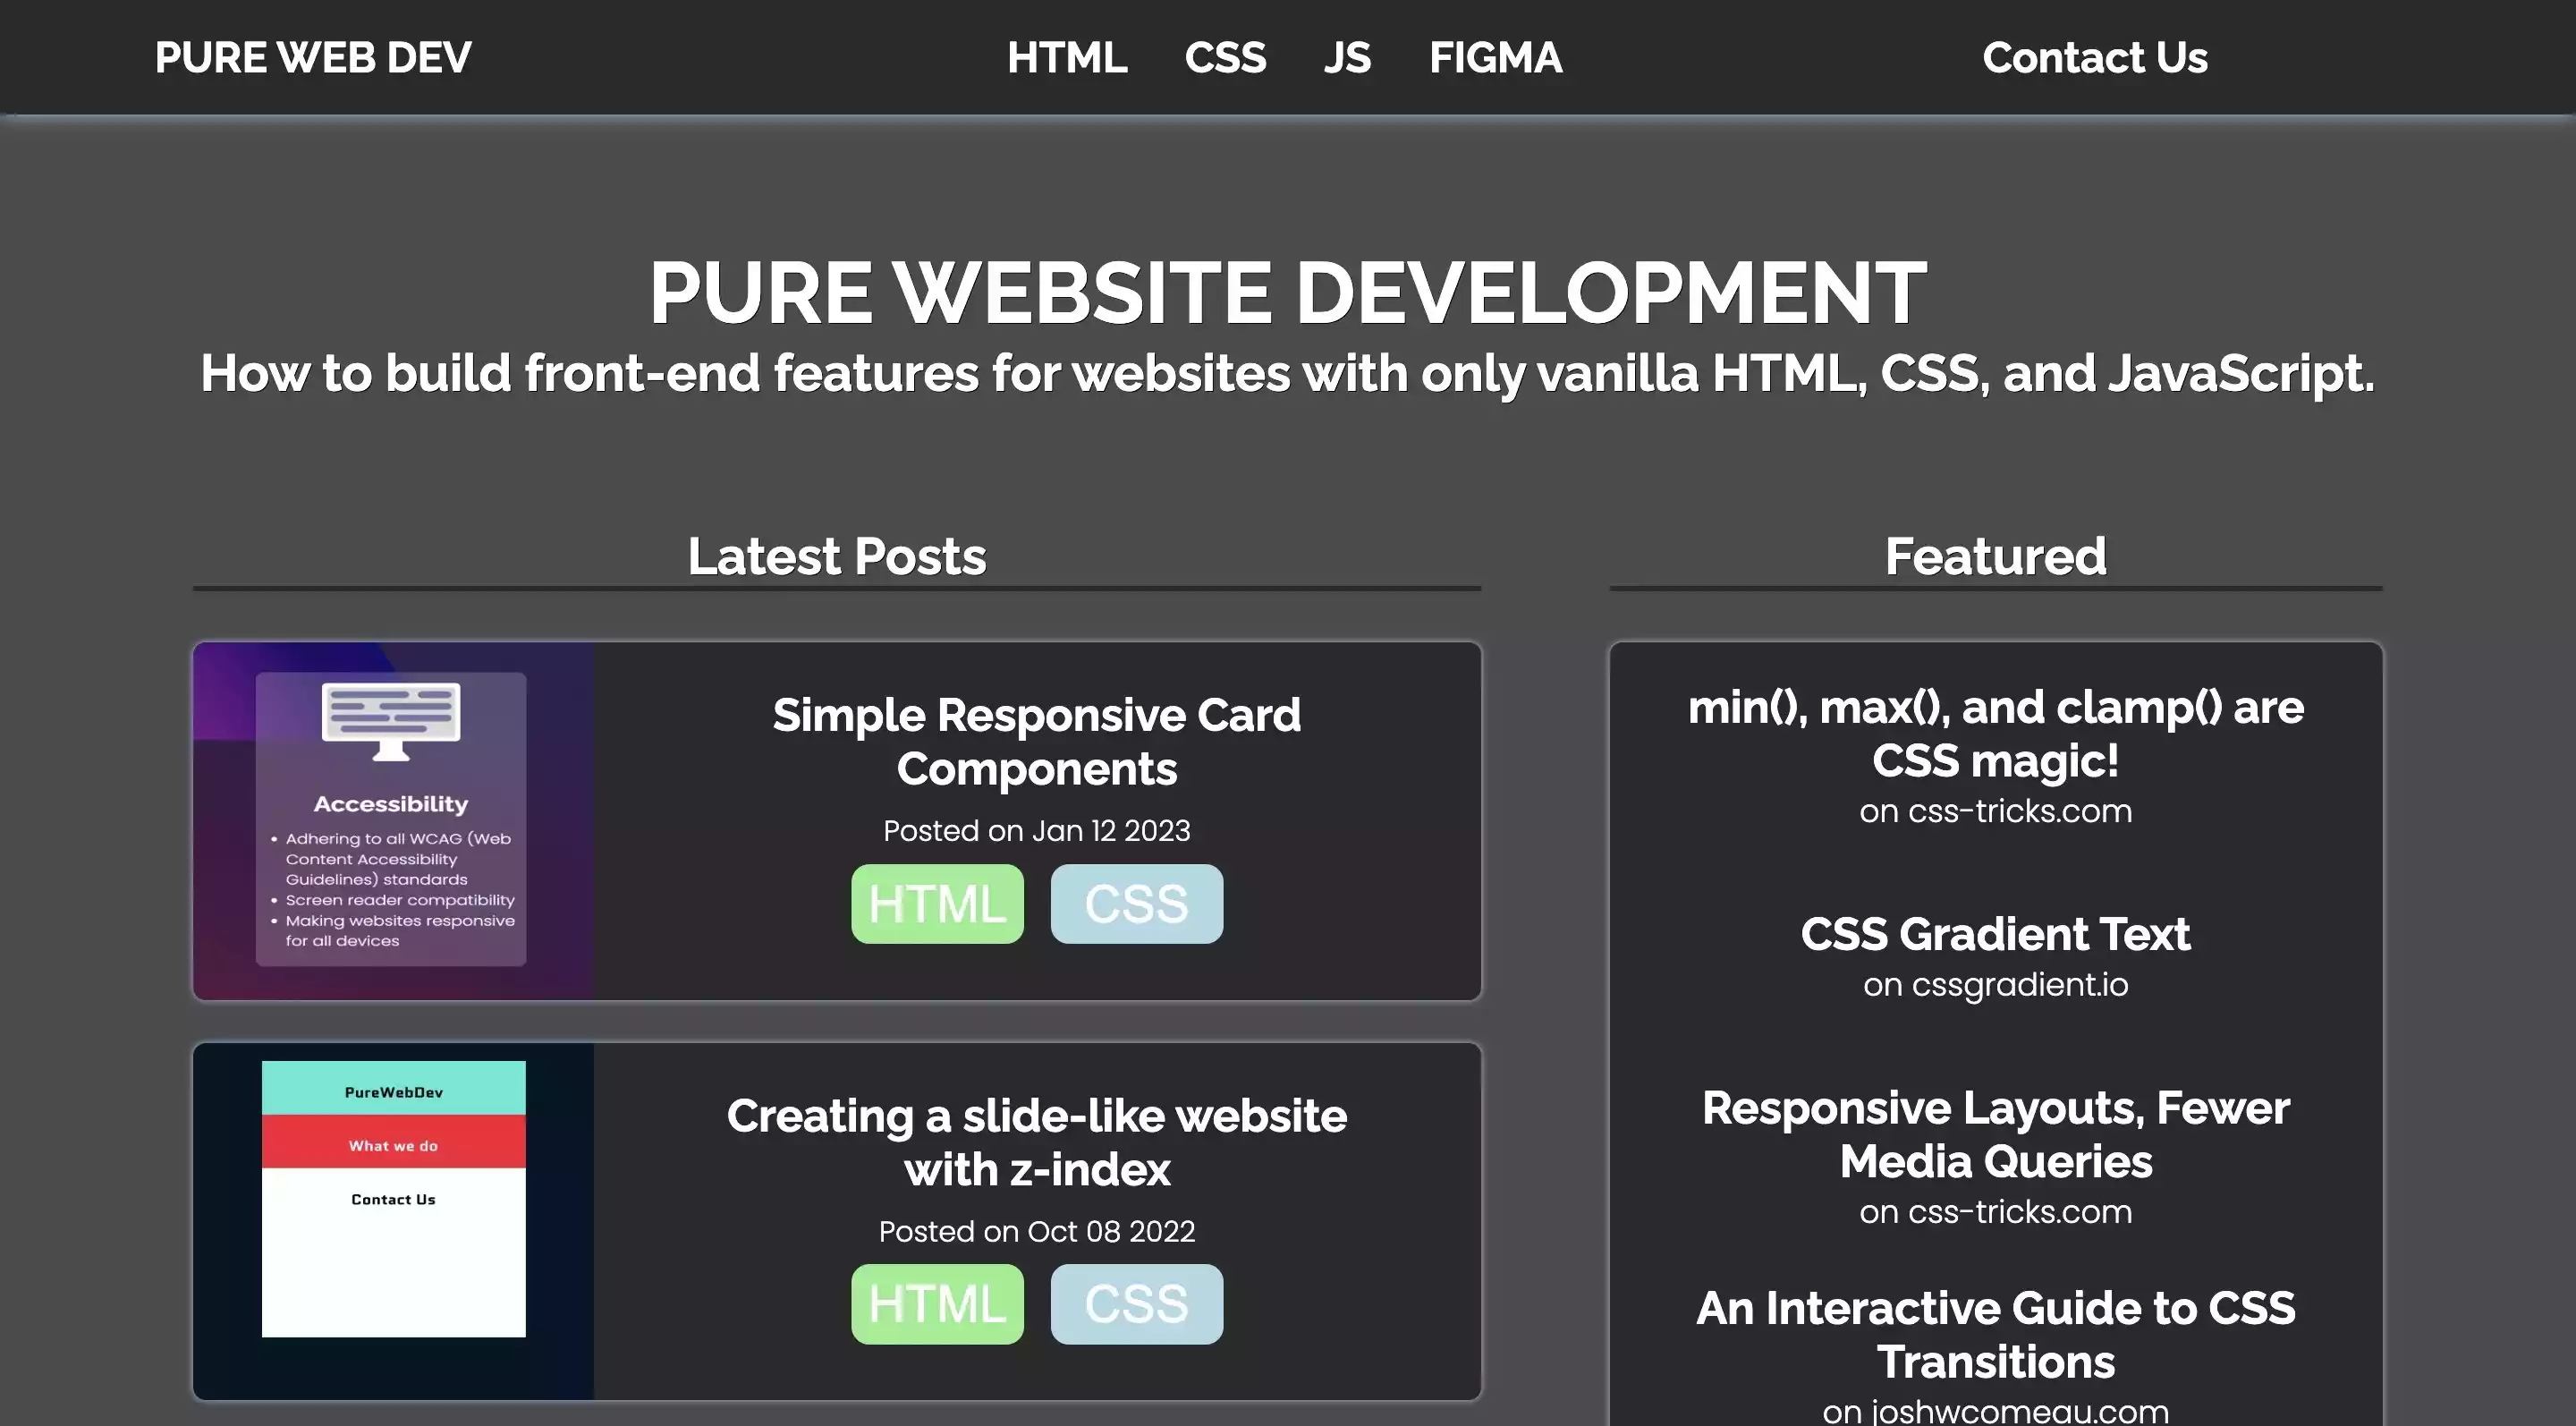 PURE WEB DEV
HTML CSS JS FIGMA
Contact Us
PURE WEBSITE DEVELOPMENT
How to build front-end features for websites with only vanilla HTML, CSS, and JavaScript.
Latest Posts
Accessibility
• Adhering to all WCAG (Web
Content Accessibility
Guidelines) standards
• Screen reader compatibility
• Making websites responsive
for all devices
Simple Responsive Card
Components
Posted on Jan 12 2023
HTML CSS
PureWebDev
What we do
Contact Us
Creating a slide-like website
with z-index
Posted on Oct 08 2022
HTML CSS
Featured
min(), max(), and clamp() are
CSS magic!
on css-tricks.com
CSS Gradient Text
on cssgradient.io
Responsive Layouts, Fewer
Media Queries
on css-tricks.com
An Interactive Guide to CSS
Transitions
on joshwcomeau.com